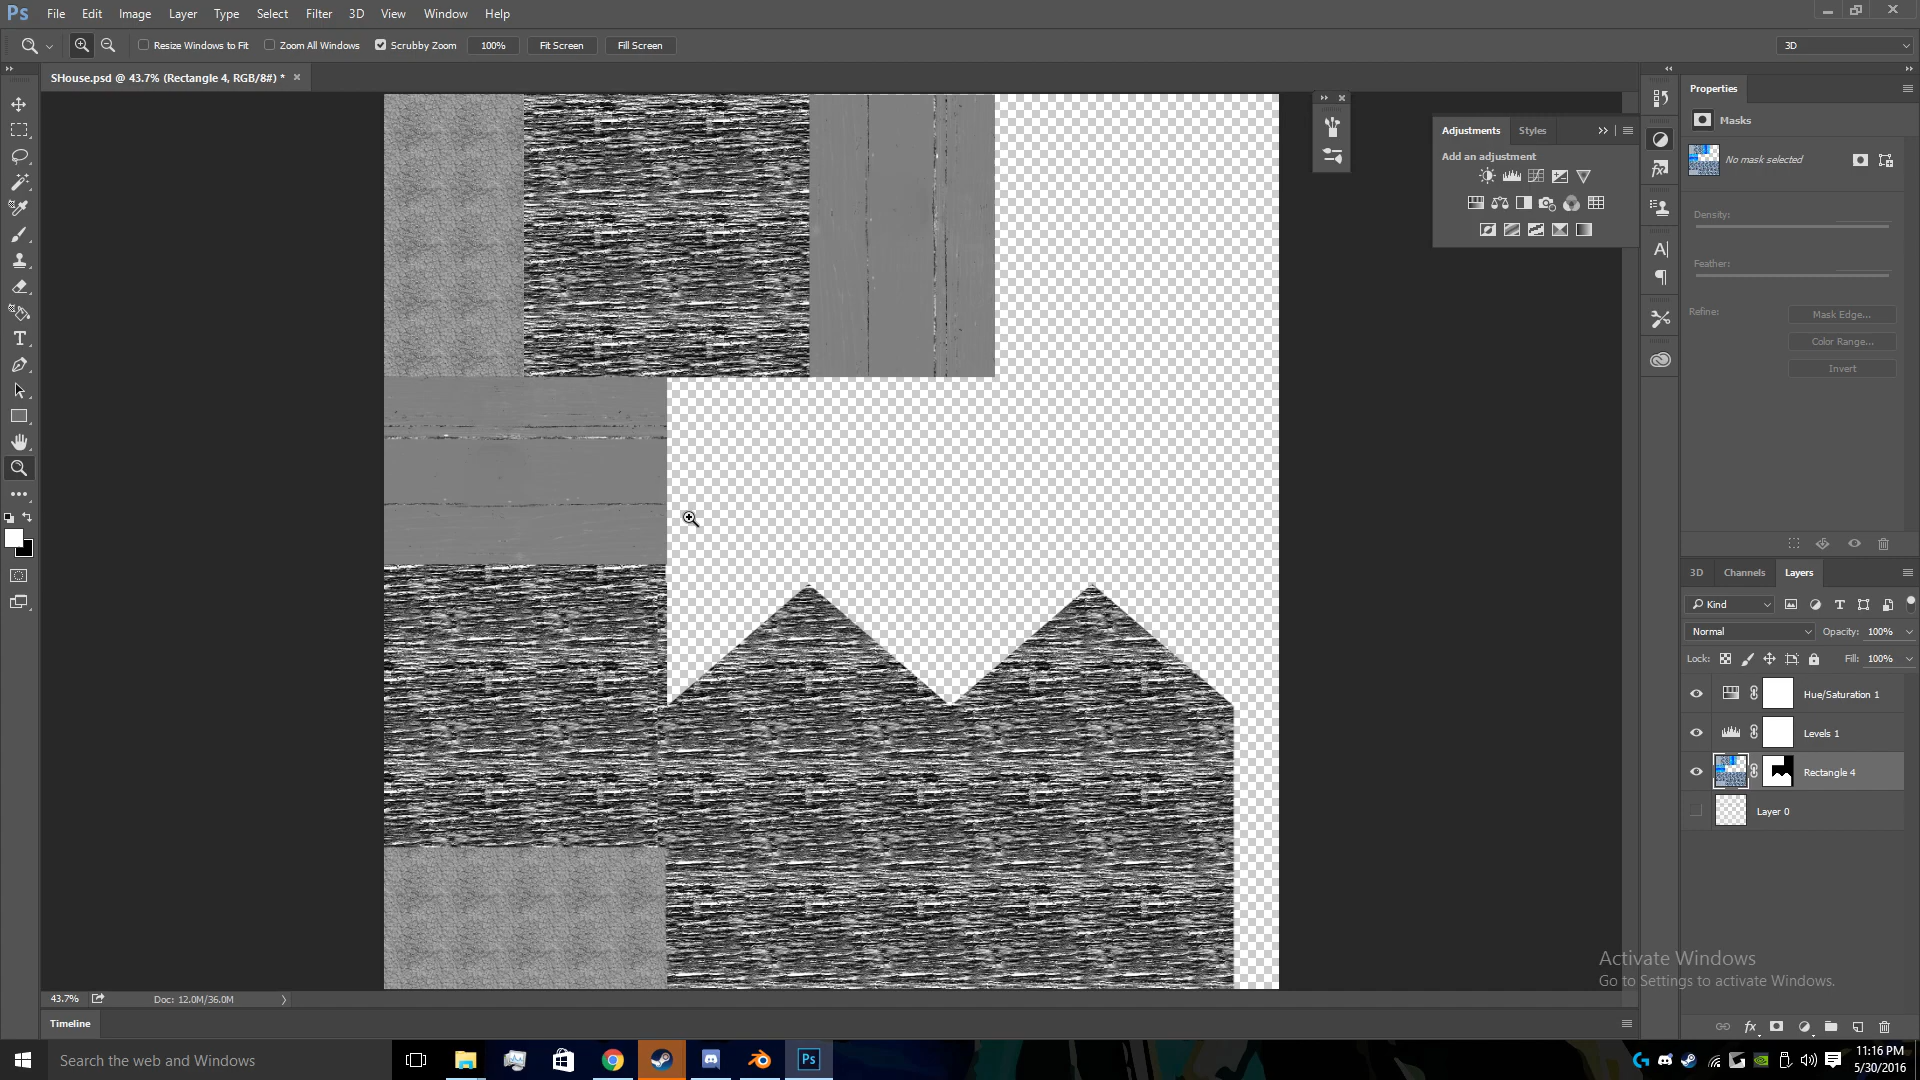 Ps File Edit Image Layer Type Select Filter 3D View Window Help
Resize Windows to Fit Zoom All Windows Scrubby Zoom 100% Fit Screen Fill Screen 3D
SHouse.psd @ 43.7% (Rectangle 4, RGB/8#) * ×
Properties
Masks
No mask selected
Density:
Feather:
Refine: Mask Edge...
Color Range...
Invert
Adjustments Styles
Add an adjustment
3D Channels Layers
Kind
Normal Opacity: 100%
Lock: Fill: 100%
Hue/Saturation 1
Levels 1
Rectangle 4
Layer 0
Activate Windows
Go to Settings to activate Windows.
43.7% Doc: 12.0M/36.0M
Timeline
Search the web and Windows
Ps
11:16 PM
5/30/2016